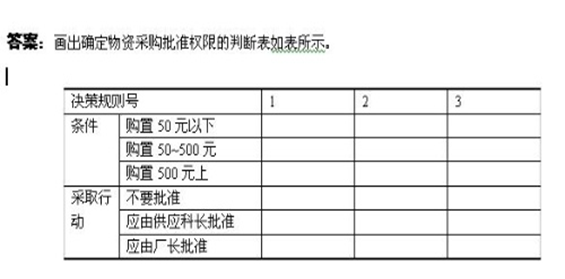 答案：画出确定物资采购批准权限的判断表如表所示。
决策规则号 1 2 3
条件 购置 50 元以下
购置 50~500 元
购置 500 元上
采取行动 不要批准
应由供应科长批准
应由厂长批准